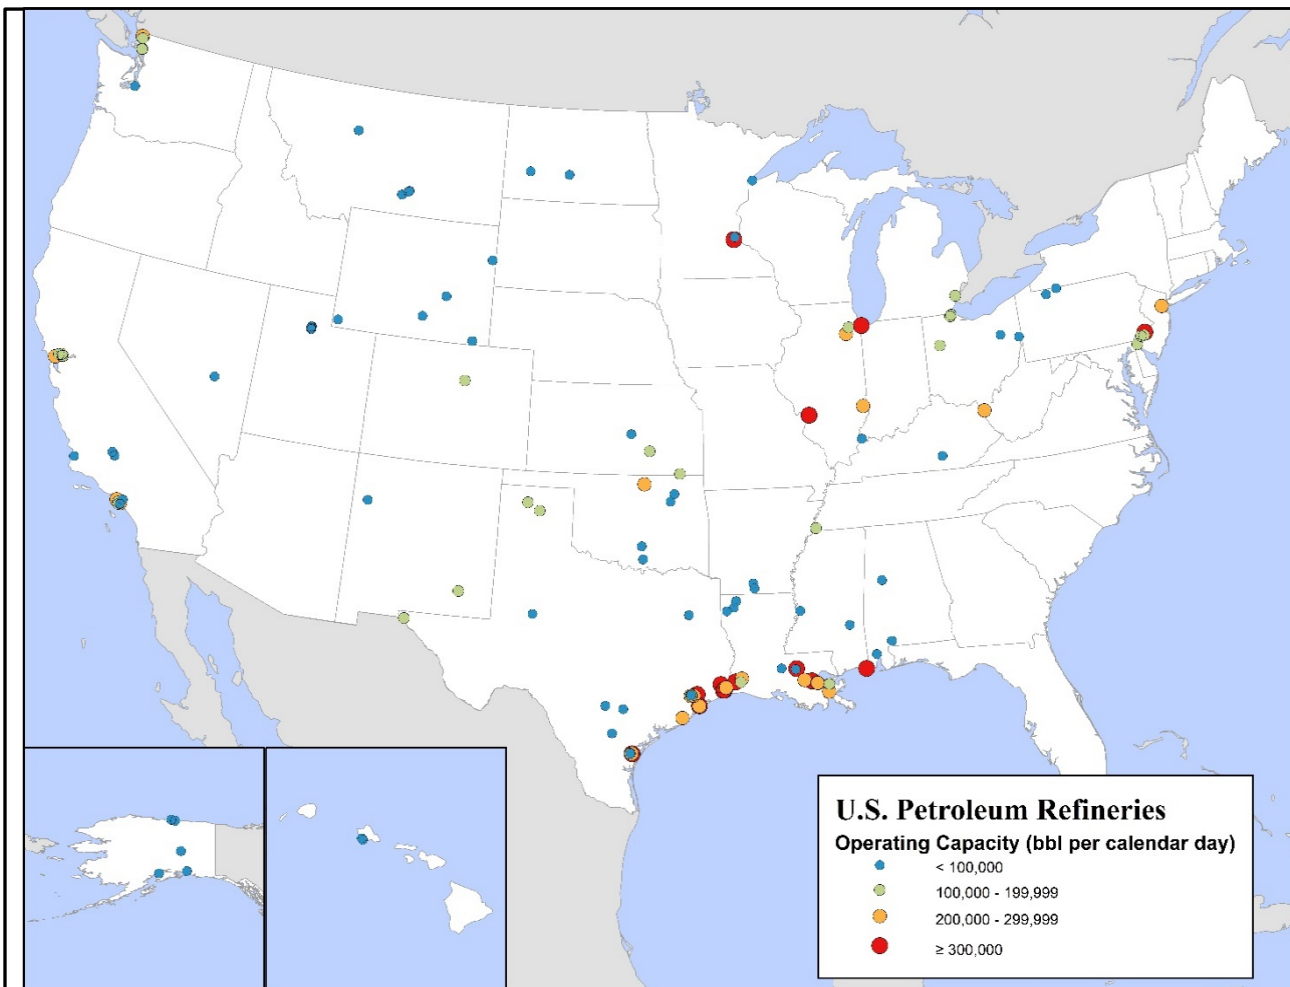 U.S. Petroleum Refineries
Operating Capacity (bbl per calendar day)
< 100,000
100,000 - 199,999
200,000 - 299,999
≥ 300,000